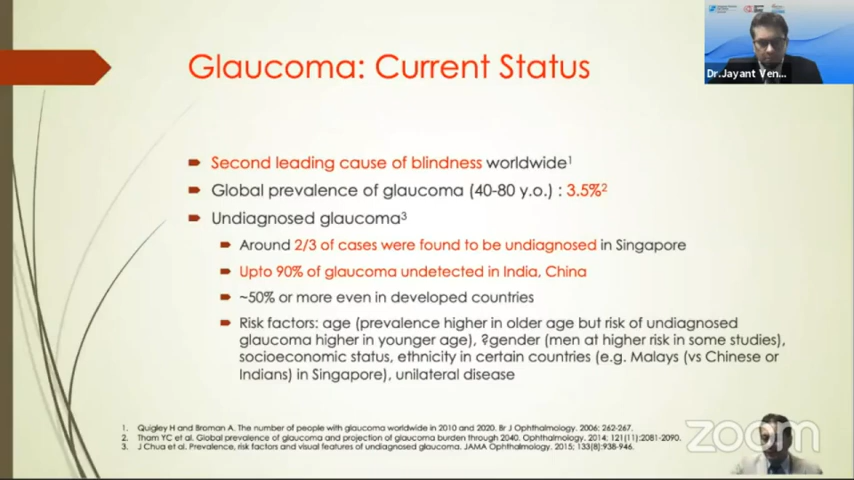 Glaucoma: Current Status
Dr.Jayant Ven...
Second leading cause of blindness worldwide1
Global prevalence of glaucoma (40-80 y.o.) : 3.5%2
Undiagnosed glaucoma3
Around 2/3 of cases were found to be undiagnosed in Singapore
Upto 90% of glaucoma undetected in India, China
~50% or more even in developed countries
Risk factors: age (prevalence higher in older age but risk of undiagnosed
glaucoma higher in younger age), ?gender (men at higher risk in some studies),
socioeconomic status, ethnicity in certain countries (e.g. Malays (vs Chinese or
Indians) in Singapore), unilateral disease
1. Quigley H and Broman A. The number of people with glaucoma worldwide in 2010 and 2020. Br J Ophthalmology. 2006: 262-267.
2. Tham YC et al. Global prevalence of glaucoma and projection of glaucoma burden through 2040. Ophthalmology. 2014; 121(11):2081-2090.
3. J Chua et al. Prevalence, risk factors and visual features of undiagnosed glaucoma. JAMA Ophthalmology. 2015; 133(8):938-946.
zoom